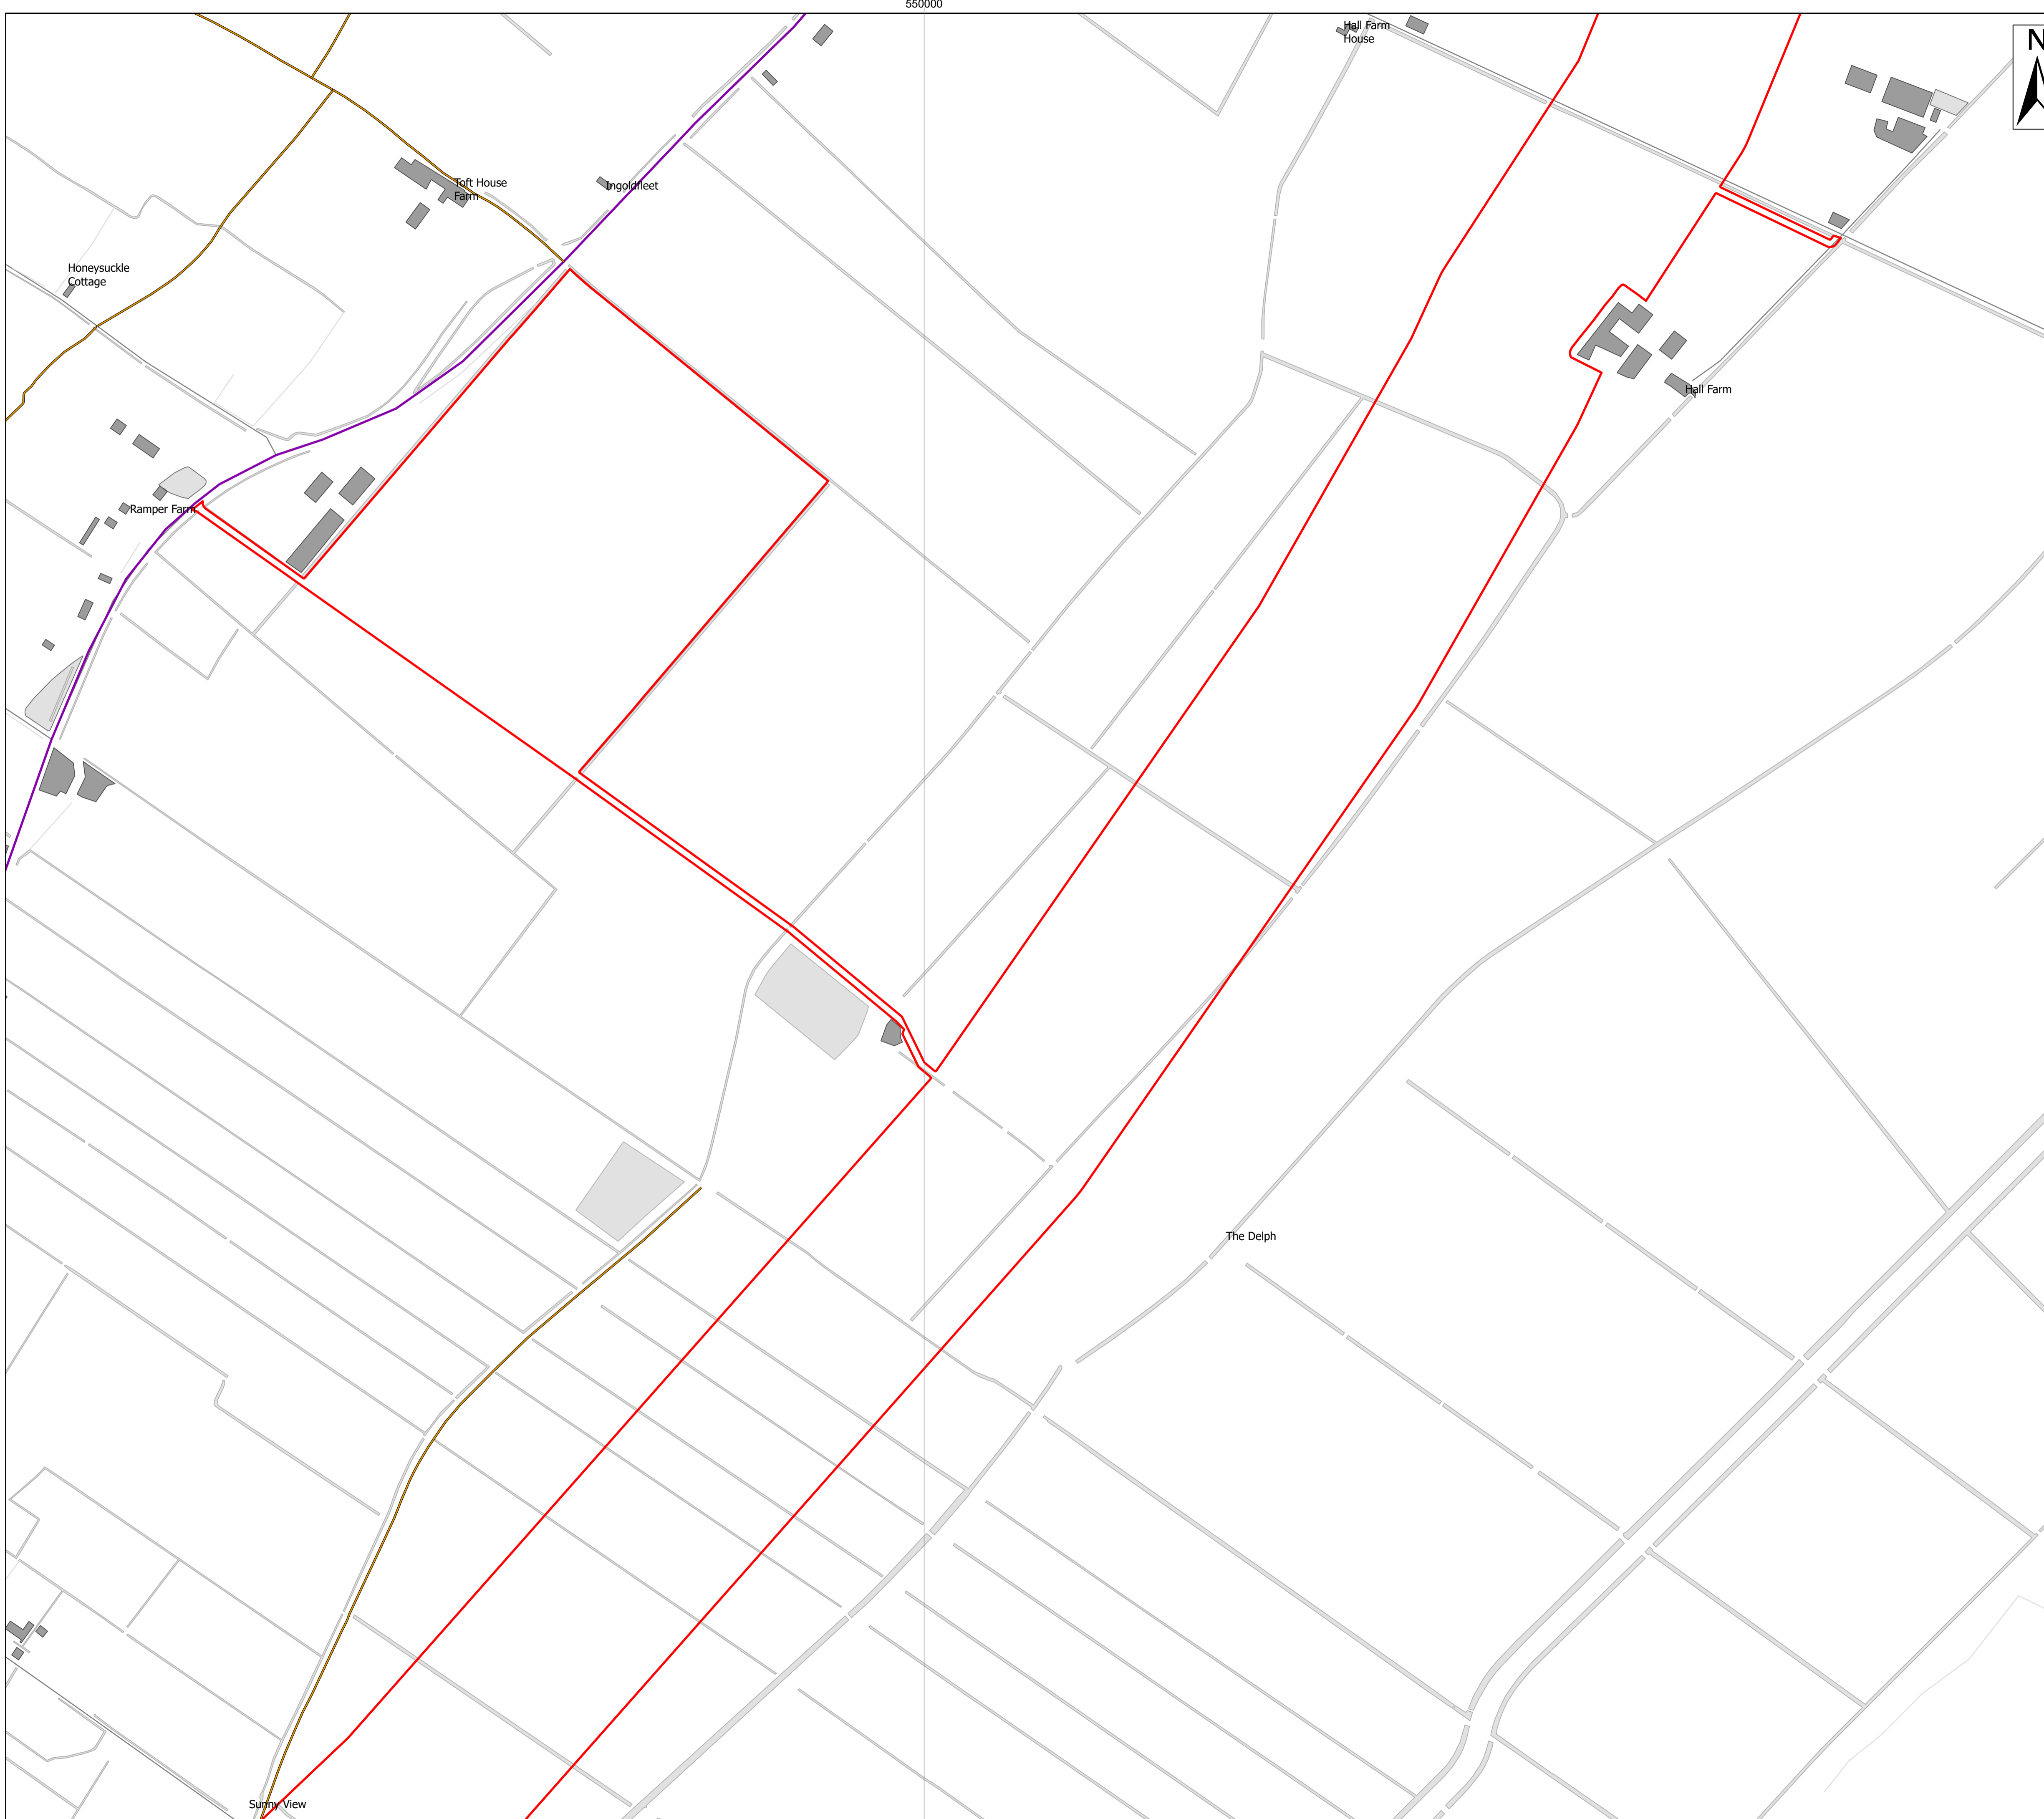 550000
Hall Farm
House
N
Toft House
Farm
Ingoldfleet
Honeysuckle
Cottage
Hall Farm
Ramper Farm
The Delph
Sunny View